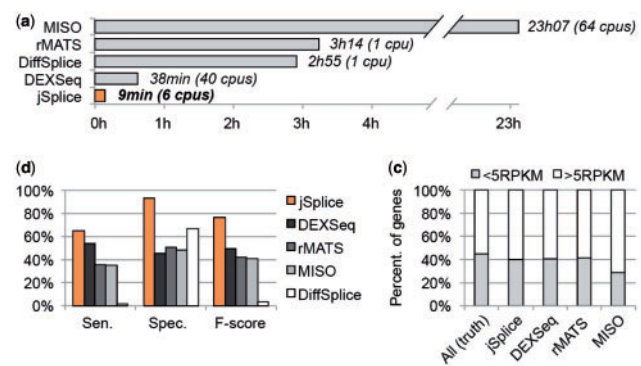 (a)
MISO 23h07 (64 cpus)
rMATS 3h14 (1 cpu)
DiffSplice 2h55 (1 cpu)
DEXSeq 38min (40 cpus)
jSplice 9min (6 cpus)
0h 1h 2h 3h 4h 23h
(d)
100%
80%
60%
40%
20%
0%
Sen. Spec. F-score
jSplice
DEXSeq
rMATS
MISO
DiffSplice
(c)
<5RPKM >5RPKM
Percent. of genes
100%
80%
60%
40%
20%
0%
All (truth)
jSplice
DEXSeq
rMATS
MISO